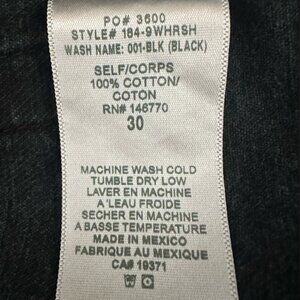 PO# 3600
STYLE# 184-9WHRSH
WASH NAME: 001-BLK (BLACK)
SELF/CORPS
100% COTTON/
COTON
RN# 146770
30
MACHINE WASH COLD
TUMBLE DRY LOW
LAVER EN MACHINE
A 'LEAU FROIDE
SECHER EN MACHINE
A BASSE TEMPERATURE
MADE IN MEXICO
FABRIQUE AU MEXIQUE
CA# 19371